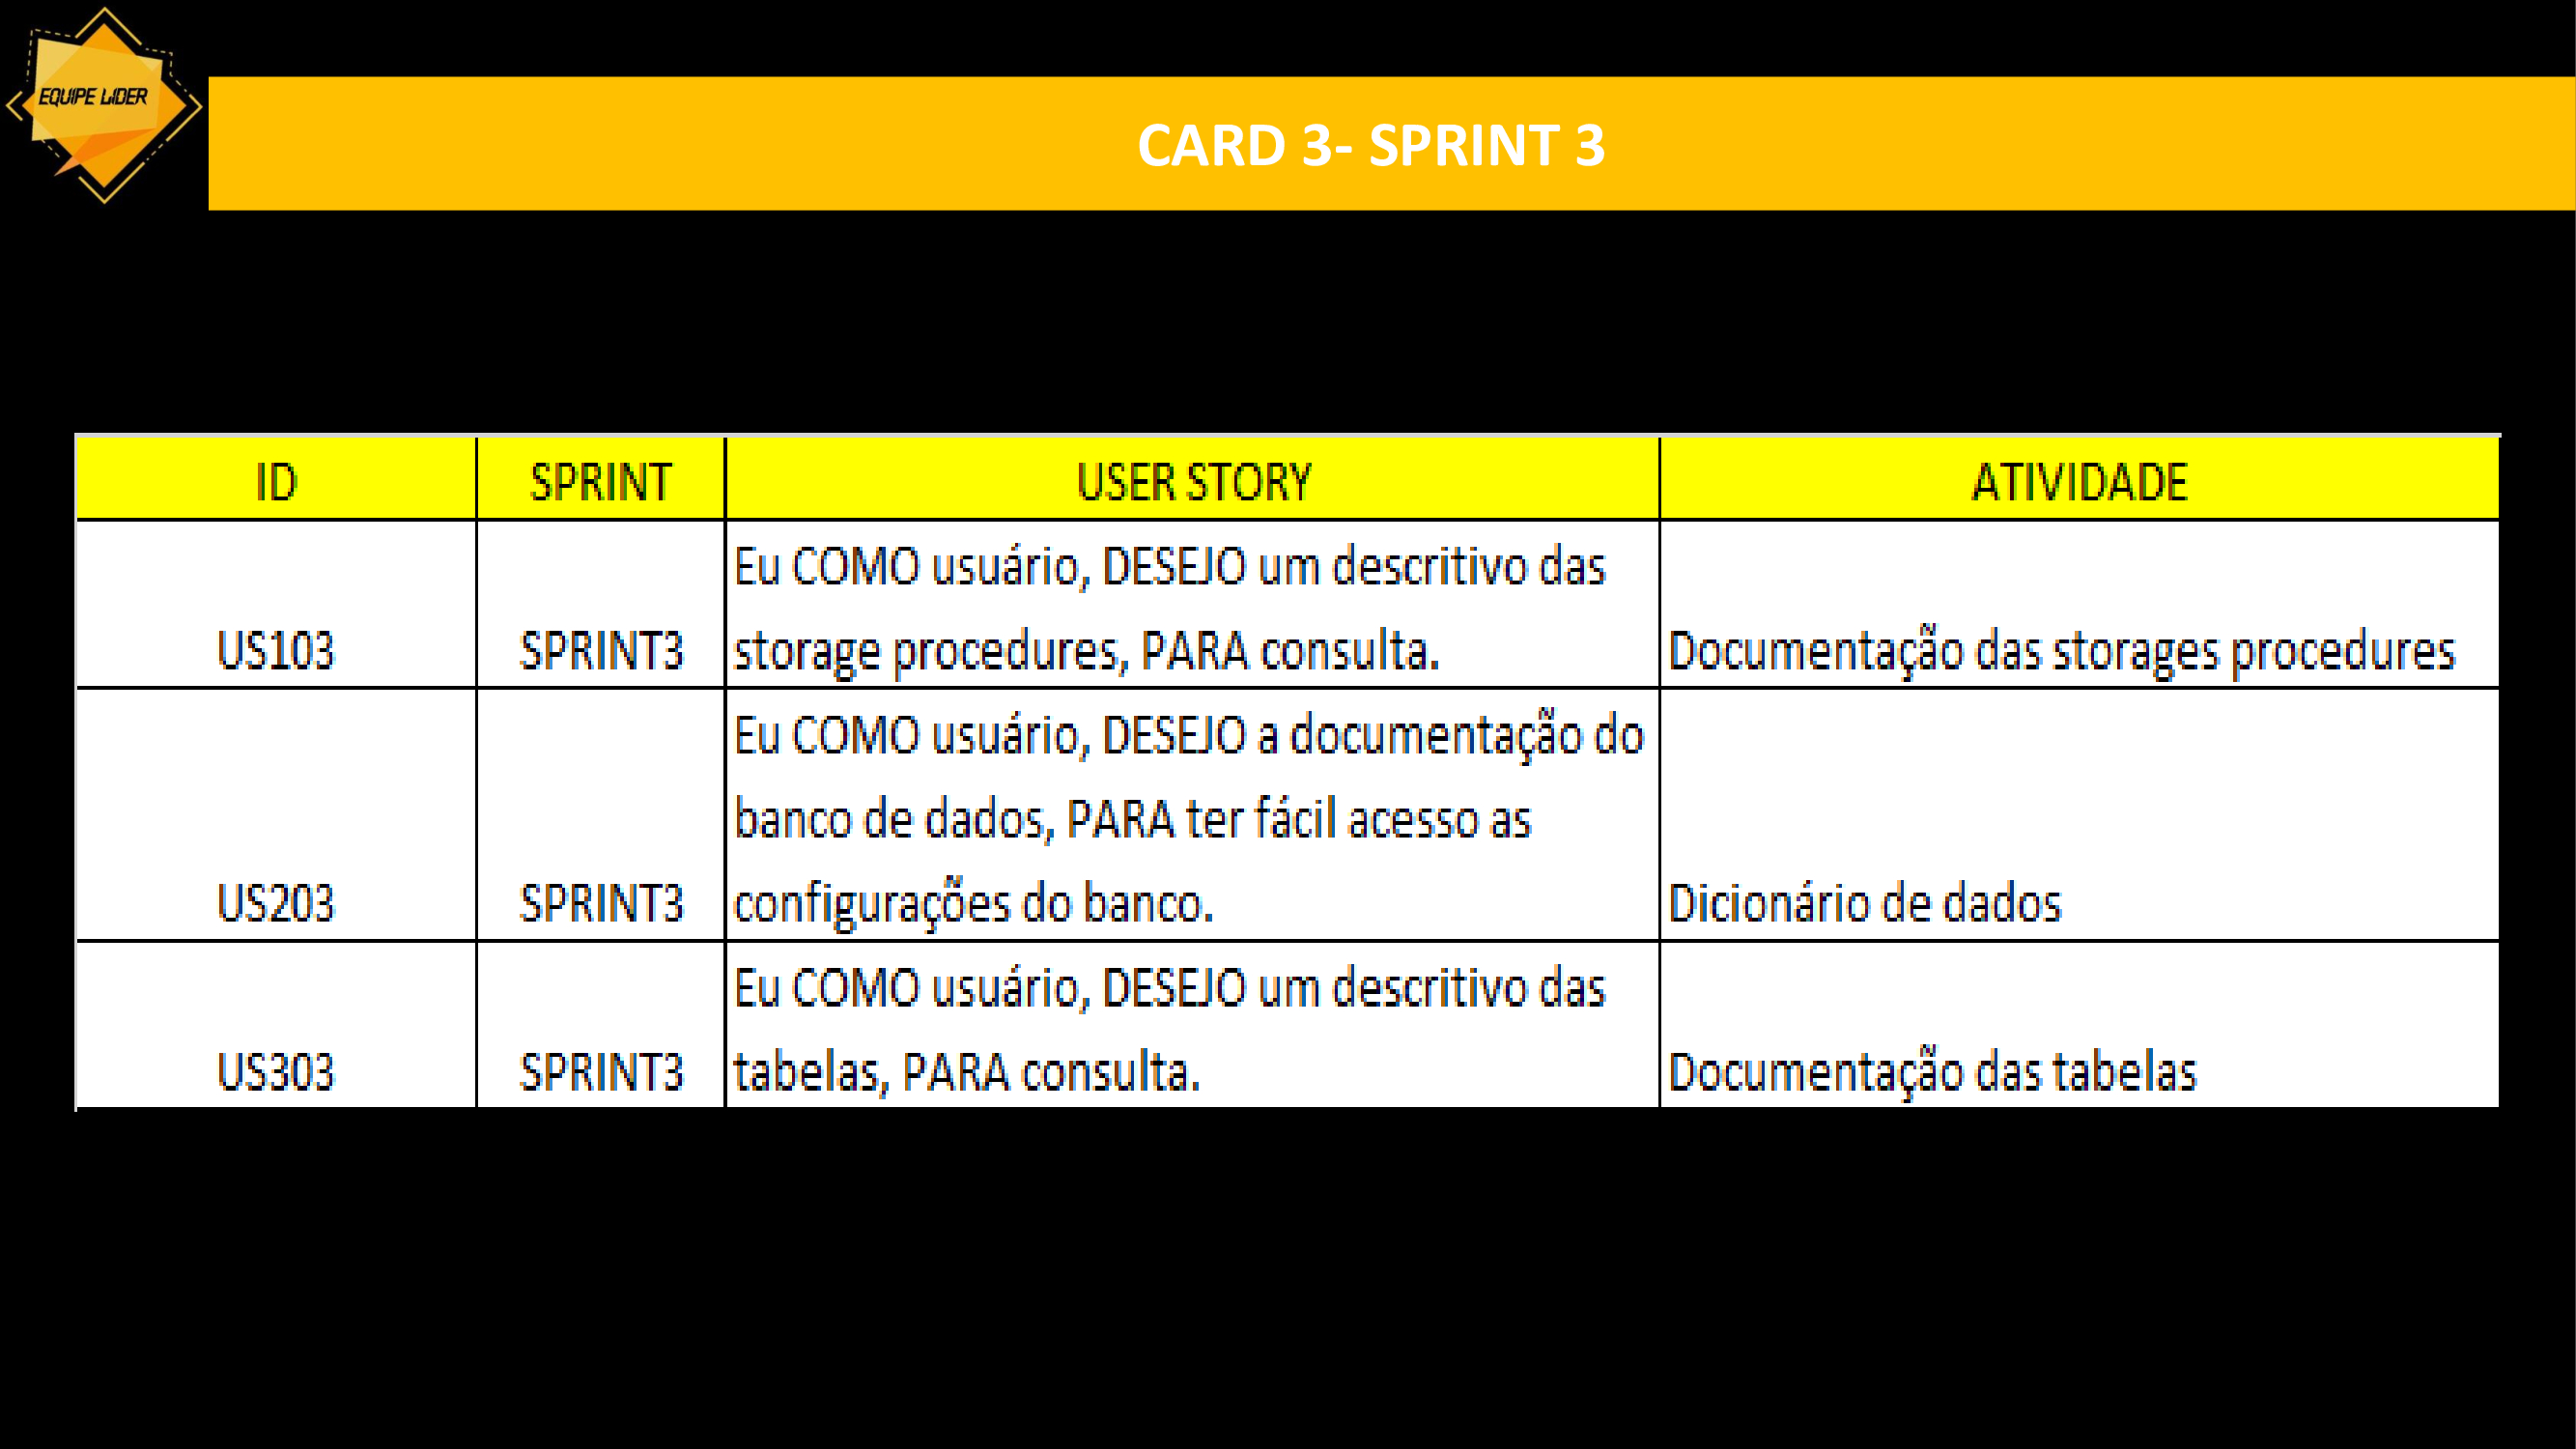 EQUIPE LIDER
CARD 3- SPRINT 3
ID SPRINT USER STORY ATIVIDADE
Eu COMO usuário, DESEJO um descritivo das
US103 SPRINT3 storage procedures, PARA consulta. Documentação das storages procedures
Eu COMO usuário, DESEJO a documentação do
banco de dados, PARA ter fácil acesso as
US203 SPRINT3 configurações do banco. Dicionário de dados
Eu COMO usuário, DESEJO um descritivo das
US303 SPRINT3 tabelas, PARA consulta. Documentação das tabelas